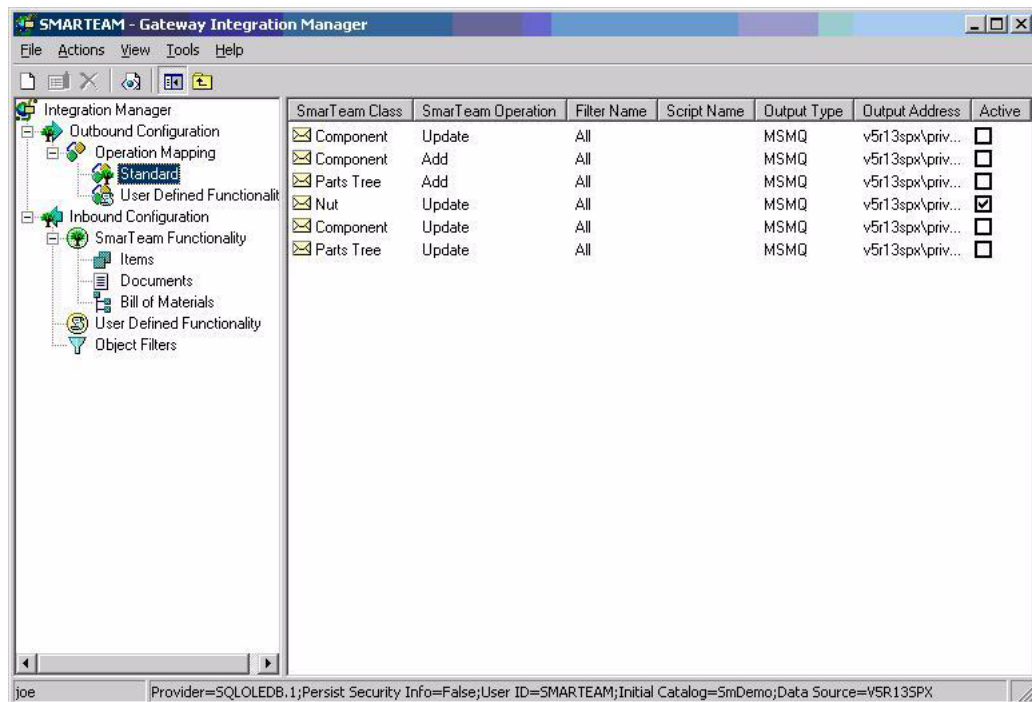 SMARTEAM - Gateway Integration Manager
File Actions View Tools Help
Integration Manager
Outbound Configuration
Operation Mapping
Standard
User Defined Functionalit
Inbound Configuration
SmarTeam Functionality
Items
Documents
Bill of Materials
User Defined Functionality
Object Filters
SmarTeam Class SmarTeam Operation Filter Name Script Name Output Type Output Address Active
Component Update All MSMQ v5r13spx\priv...
Component Add All MSMQ v5r13spx\priv...
Parts Tree Add All MSMQ v5r13spx\priv...
Nut Update All MSMQ v5r13spx\priv...
Component Update All MSMQ v5r13spx\priv...
Parts Tree Update All MSMQ v5r13spx\priv...
joe Provider=SQLOLEDB.1;Persist Security Info=False;User ID=SMARTEAM;Initial Catalog=SmDemo;Data Source=V5R13SPX